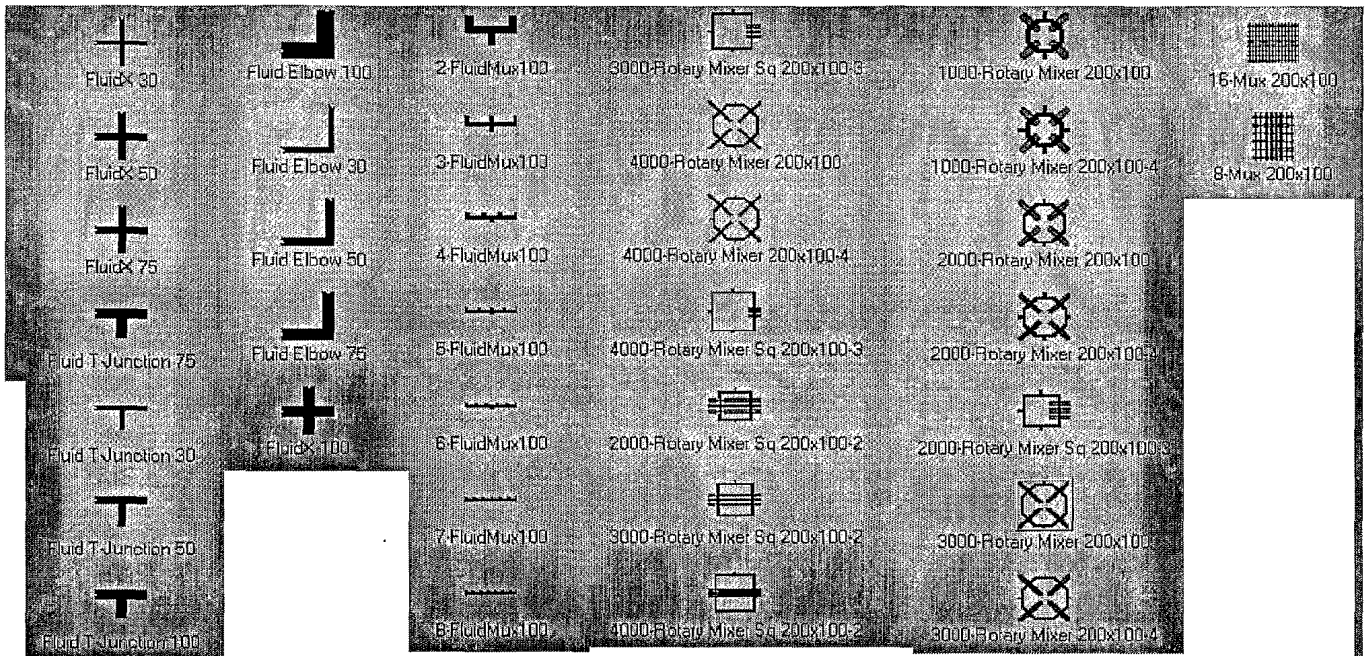 FluidX 30
FluidX 50
FluidX 75
Fluid T-Junction 75
Fluid T-Junction 30
Fluid T-Junction 50
Fluid T-Junction 100
Fluid Elbow 100
Fluid Elbow 30
Fluid Elbow 50
Fluid Elbow 75
FluidX 100
2-FluidMux100
3-FluidMux100
4-FluidMux100
5-FluidMux100
6-FluidMux100
7-FluidMux100
8-FluidMux100
3000-Rotary Mixer Sq 200x100-3
4000-Rotary Mixer 200x100
4000-Rotary Mixer 200x100-4
4000-Rotary Mixer Sq 200x100-3
2000-Rotary Mixer Sq 200x100-2
3000-Rotary Mixer Sq 200x100-2
4000-Rotary Mixer Sq 200x100-2
1000-Rotary Mixer 200x100
1000-Rotary Mixer 200x100-4
2000-Rotary Mixer 200x100
2000-Rotary Mixer 200x100-4
2000-Rotary Mixer Sq 200x100-3
3000-Rotary Mixer 200x100
3000-Rotary Mixer 200x100-4
16-Mux 200x100
8-Mux 200x100